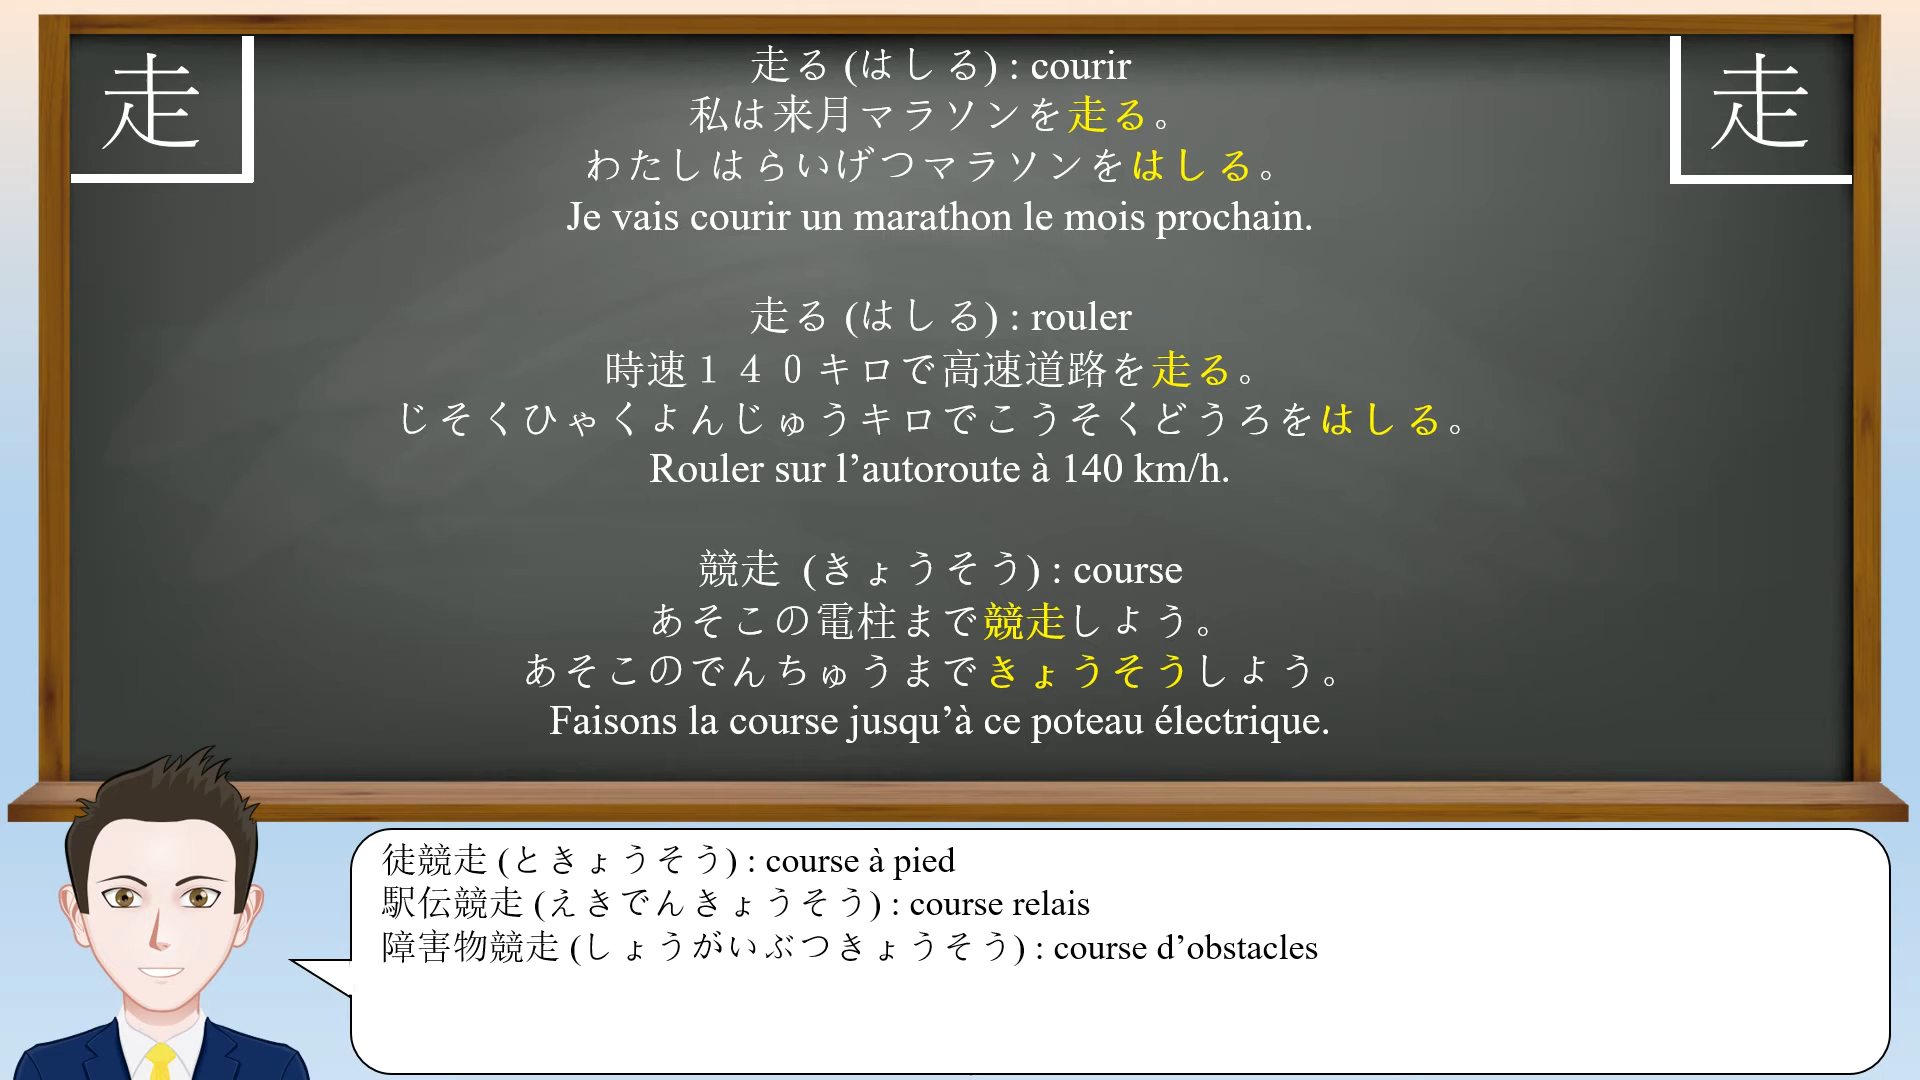 走
走
走る (はしる) : courir
私は来月マラソンを走る。
わたしはらいげつマラソンをはしる。
Je vais courir un marathon le mois prochain.
走る (はしる) : rouler
時速１４０キロで高速道路を走る。
じそくひゃくよんじゅうキロでこうそくどうろをはしる。
Rouler sur l’autoroute à 140 km/h.
競走 (きょうそう) : course
あそこの電柱まで競走しよう。
あそこのでんちゅうまできょうそうしよう。
Faisons la course jusqu’à ce poteau électrique.
徒競走 (ときょうそう) : course à pied
駅伝競走 (えきでんきょうそう) : course relais
障害物競走 (しょうがいぶつきょうそう) : course d’obstacles